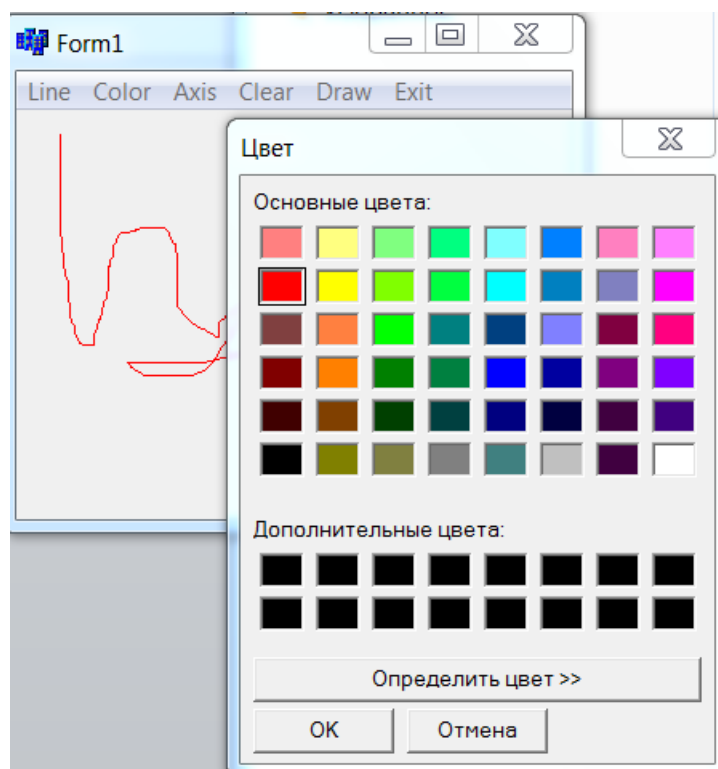 Form1
Line Color Axis Clear Draw Exit
Цвет
Основные цвета:
Дополнительные цвета:
Определить цвет >>
OK Отмена